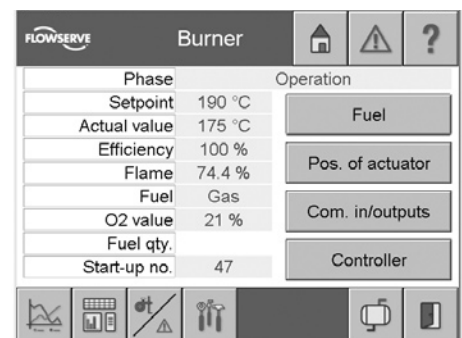 FLOWSERVE Burner ?
Phase Operation
Setpoint 190 °C
Actual value 175 °C
Efficiency 100 %
Flame 74.4 %
Fuel Gas
O2 value 21 %
Fuel qty.
Start-up no. 47
Fuel
Pos. of actuator
Com. in/outputs
Controller